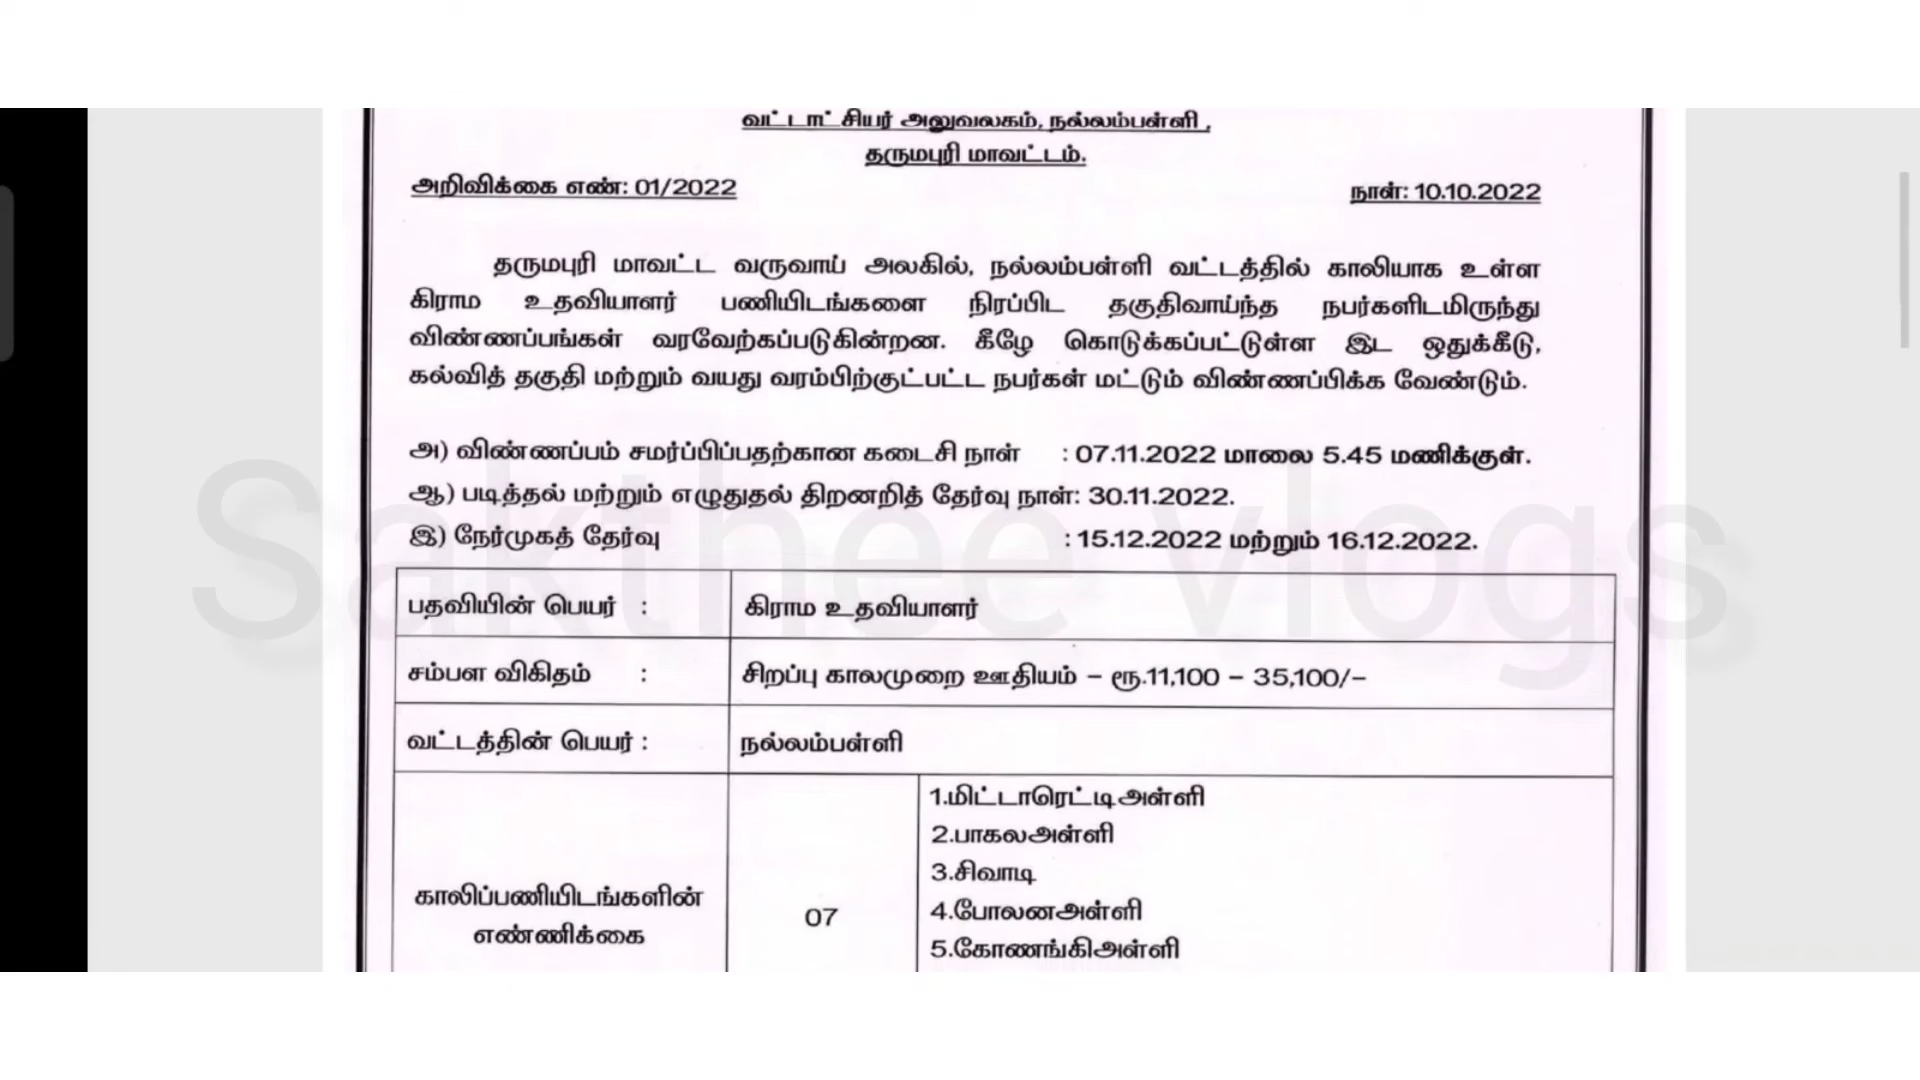 வட்டாட்சியர் அலுவலகம், நல்லம்பள்ளி,
தருமபுரி மாவட்டம்.
அறிவிக்கை எண்: 01/2022 நாள்: 10.10.2022
தருமபுரி மாவட்ட வருவாய் அலகில், நல்லம்பள்ளி வட்டத்தில் காலியாக உள்ள
கிராம உதவியாளர் பணியிடங்களை நிரப்பிட தகுதிவாய்ந்த நபர்களிடமிருந்து
விண்ணப்பங்கள் வரவேற்கப்படுகின்றன. கீழே கொடுக்கப்பட்டுள்ள இட ஒதுக்கீடு,
கல்வித் தகுதி மற்றும் வயது வரம்பிற்குட்பட்ட நபர்கள் மட்டும் விண்ணப்பிக்க வேண்டும்.
அ) விண்ணப்பம் சமர்ப்பிப்பதற்கான கடைசி நாள் : 07.11.2022 மாலை 5.45 மணிக்குள்.
ஆ) படித்தல் மற்றும் எழுதுதல் திறனறித் தேர்வு நாள்: 30.11.2022.
இ) நேர்முகத் தேர்வு : 15.12.2022 மற்றும் 16.12.2022.
Sakthee vlogs
பதவியின் பெயர் : கிராம உதவியாளர்
சம்பள விகிதம் : சிறப்பு காலமுறை ஊதியம் – ரூ.11,100 – 35,100/–
வட்டத்தின் பெயர் : நல்லம்பள்ளி
காலிப்பணியிடங்களின்
எண்ணிக்கை
07
1.மிட்டாரெட்டிஅள்ளி
2.பாகலஅள்ளி
3.சிவாடி
4.போலனஅள்ளி
5.கோணங்கிஅள்ளி